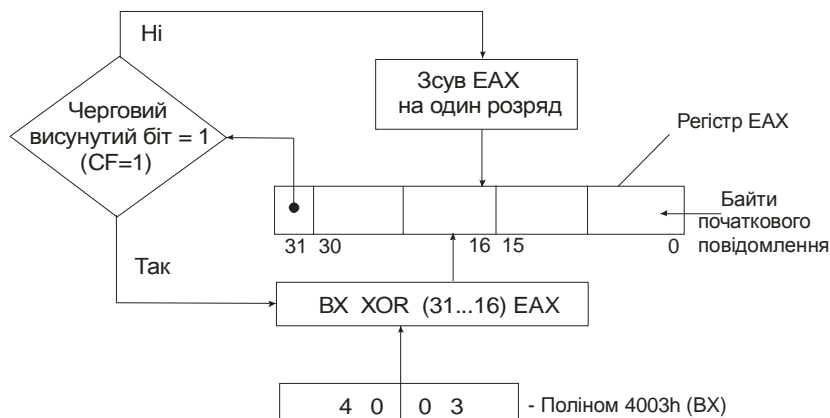 Ні
Зсув EAX
на один розряд
Черговий
висунутий біт = 1
(CF=1)
Регістр EAX
Байти
початкового
повідомлення
31 30 16 15 0
Так
BX XOR (31...16) EAX
4 0 0 3 - Поліном 4003h (BX)